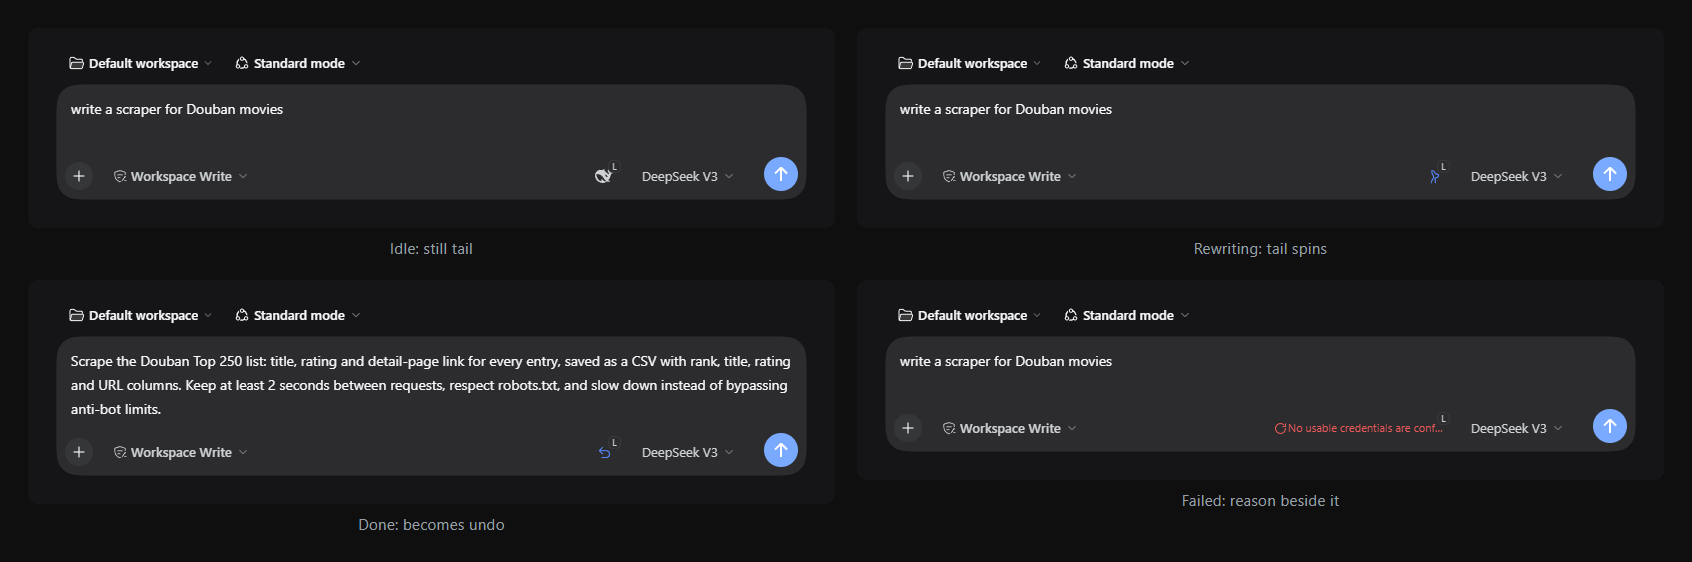 Default workspace Standard mode
write a scraper for Douban movies
Workspace Write L DeepSeek V3
Idle: still tail
Default workspace Standard mode
write a scraper for Douban movies
Workspace Write L DeepSeek V3
Rewriting: tail spins
Default workspace Standard mode
Scrape the Douban Top 250 list: title, rating and detail-page link for every entry, saved as a CSV with rank, title, rating
and URL columns. Keep at least 2 seconds between requests, respect robots.txt, and slow down instead of bypassing
anti-bot limits.
Workspace Write L DeepSeek V3
Done: becomes undo
Default workspace Standard mode
write a scraper for Douban movies
Workspace Write No usable credentials are conf... L DeepSeek V3
Failed: reason beside it